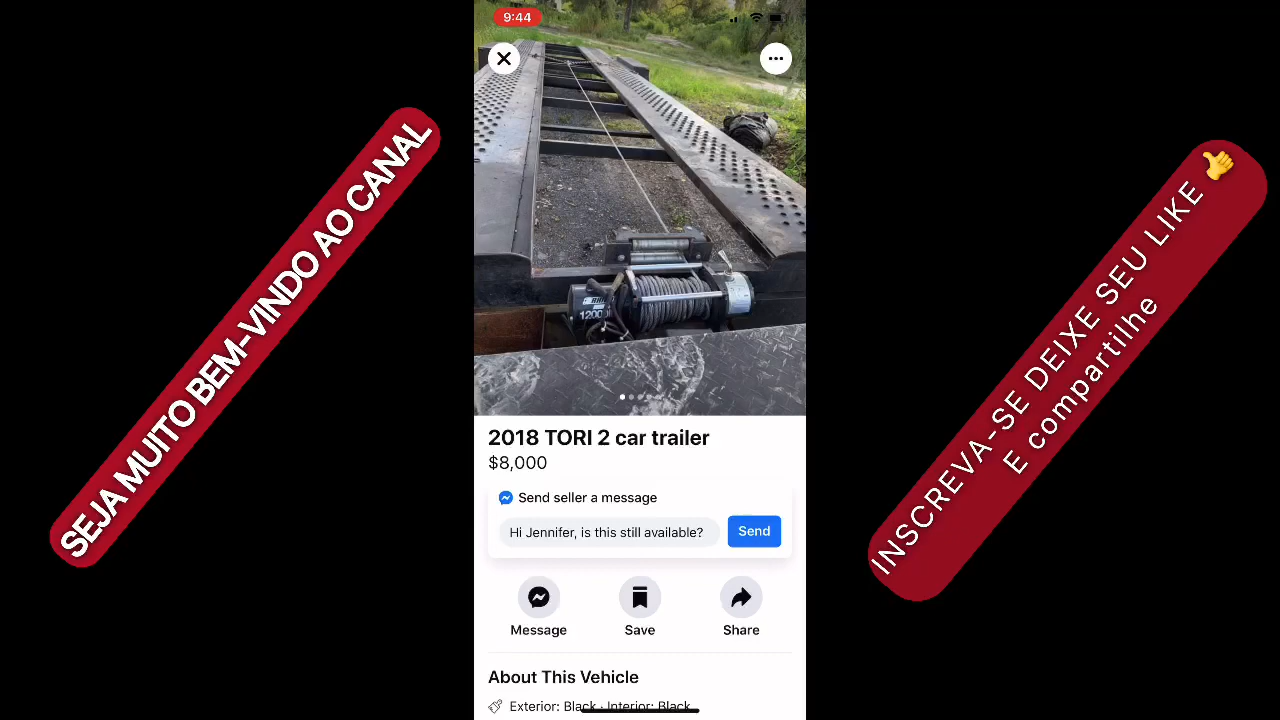 9:44
SEJA MUITO BEM-VINDO AO CANAL
INSCREVA-SE DEIXE SEU LIKE 👍
E compartilhe
1200
2018 TORI 2 car trailer
$8,000
Send seller a message
Hi Jennifer, is this still available?
Send
Message
Save
Share
About This Vehicle
Exterior: Black · Interior: Black